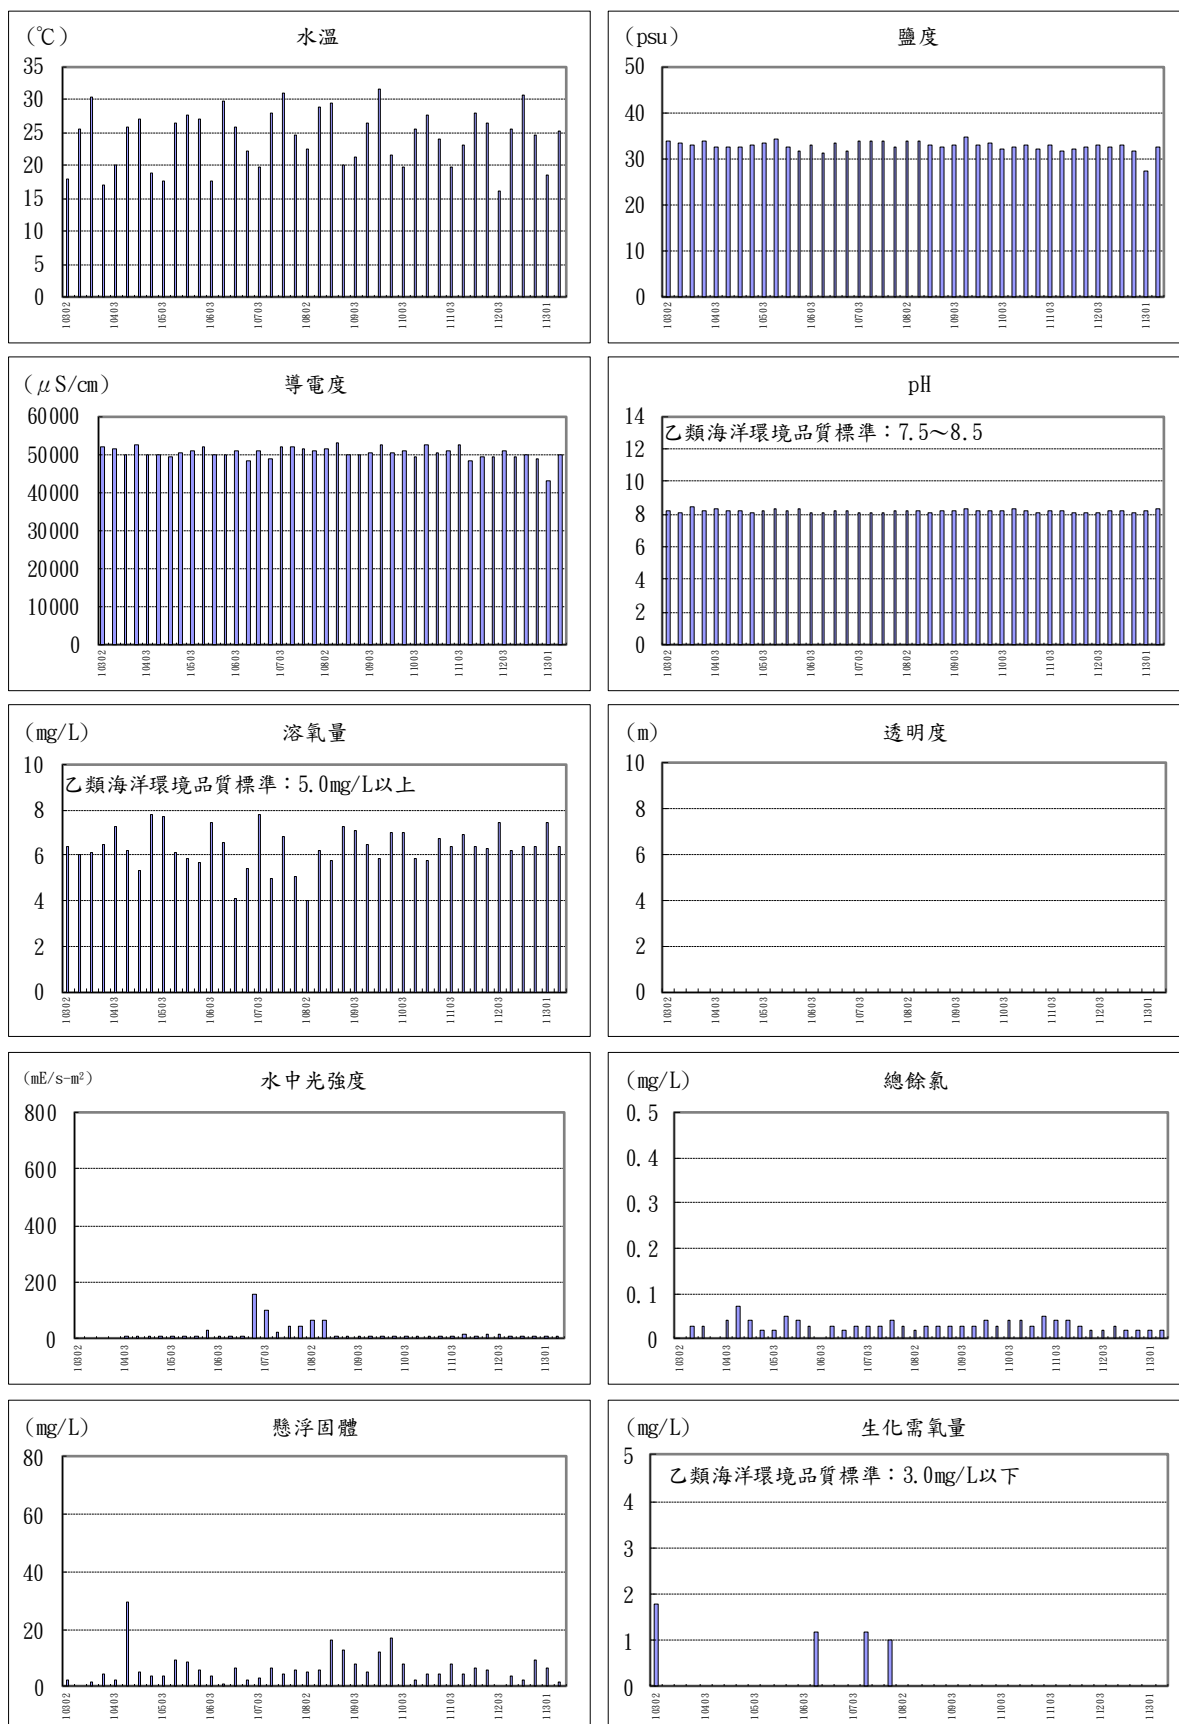 (℃) 水溫
35
30
25
20
15
10
5
0
10302 10403 10503 10603 10703 10802 10903 11003 11103 11203 11301
(psu) 鹽度
50
40
30
20
10
0
10302 10403 10503 10603 10703 10802 10903 11003 11103 11203 11301
(μS/cm) 導電度
60000
50000
40000
30000
20000
10000
0
10302 10403 10503 10603 10703 10802 10903 11003 11103 11203 11301
pH
乙類海洋環境品質標準：7.5～8.5
14
12
10
8
6
4
2
0
10302 10403 10503 10603 10703 10802 10903 11003 11103 11203 11301
(mg/L) 溶氧量
乙類海洋環境品質標準：5.0mg/L以上
10
8
6
4
2
0
10302 10403 10503 10603 10703 10802 10903 11003 11103 11203 11301
(m) 透明度
10
8
6
4
2
0
10302 10403 10503 10603 10703 10802 10903 11003 11103 11203 11301
(mE/s-m²) 水中光強度
800
600
400
200
0
10302 10403 10503 10603 10703 10802 10903 11003 11103 11203 11301
(mg/L) 總餘氯
0.5
0.4
0.3
0.2
0.1
0
10302 10403 10503 10603 10703 10802 10903 11003 11103 11203 11301
(mg/L) 懸浮固體
80
60
40
20
0
10302 10403 10503 10603 10703 10802 10903 11003 11103 11203 11301
(mg/L) 生化需氧量
乙類海洋環境品質標準：3.0mg/L以下
5
4
3
2
1
0
10302 10403 10503 10603 10703 10802 10903 11003 11103 11203 11301